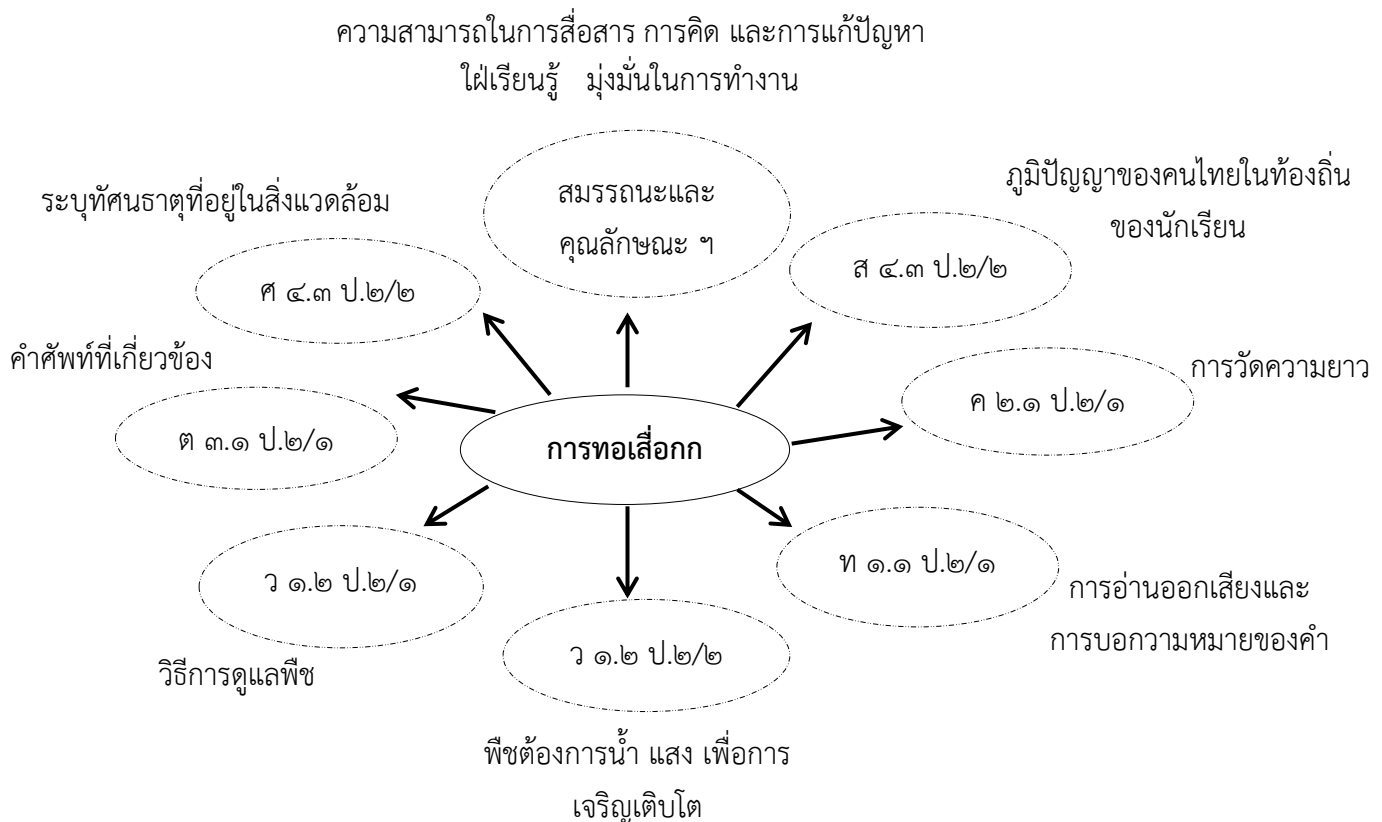 ความสามารถในการสื่อสาร การคิด และการแก้ปัญหา
ใฝ่เรียนรู้ มุ่งมั่นในการทำงาน
สมรรถนะและ
คุณลักษณะ ฯ
ระบุทัศนธาตุที่อยู่ในสิ่งแวดล้อม
ศ ๔.๓ ป.๒/๒
ภูมิปัญญาของคนไทยในท้องถิ่น
ของนักเรียน
ส ๔.๓ ป.๒/๒
คำศัพท์ที่เกี่ยวข้อง
ต ๓.๑ ป.๒/๑
การวัดความยาว
ค ๒.๑ ป.๒/๑
การทอเสื่อกก
ว ๑.๒ ป.๒/๑
วิธีการดูแลพืช
ว ๑.๒ ป.๒/๒
พืชต้องการน้ำ แสง เพื่อการ
เจริญเติบโต
ท ๑.๑ ป.๒/๑
การอ่านออกเสียงและ
การบอกวามหมายของคำ